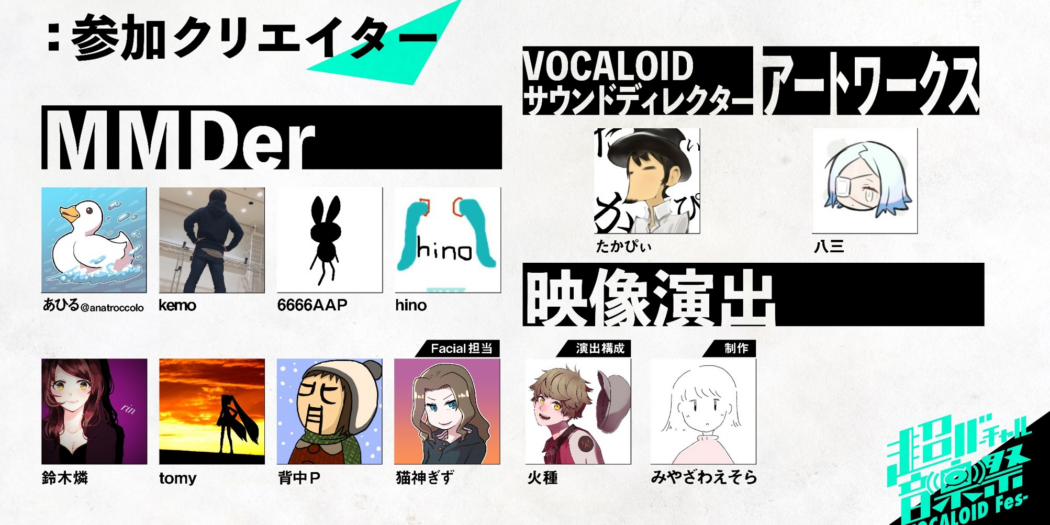 :参加クリエイター
MMDer
あひる@anatroccolo
kemo
6666AAP
hino
hino
Facial担当
rin
鈴木燐
tomy
背中P
猫神ぎず
VOCALOID
サウンドディレクター
アートワークス
たかぴぃ
八三
映像演出
演出構成
制作
火種
みやざわえそら
超バーチャル
音楽祭
VOCALOID Fes-